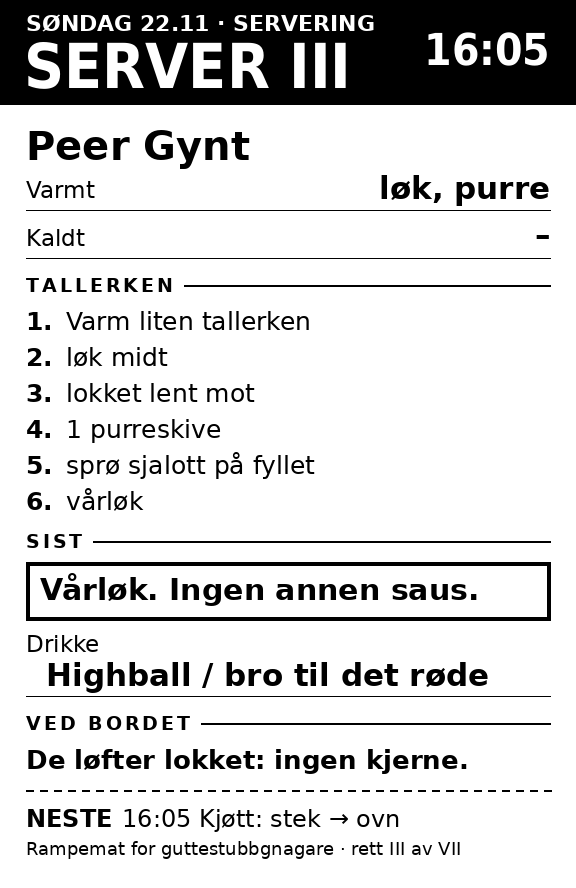 SØNDAG 22.11 · SERVERING
SERVER III
16:05
Peer Gynt
Varmt løk, purre
Kaldt –
TALLERKEN
1. Varm liten tallerken
2. løk midt
3. lokket lent mot
4. 1 purreskive
5. sprø sjalott på fyllet
6. vårløk
SIST
Vårløk. Ingen annen saus.
Drikke
Highball / bro til det røde
VED BORDET
De løfter lokket: ingen kjerne.
NESTE 16:05 Kjøtt: stek → ovn
Rampemat for guttestubbgnagare · rett III av VII